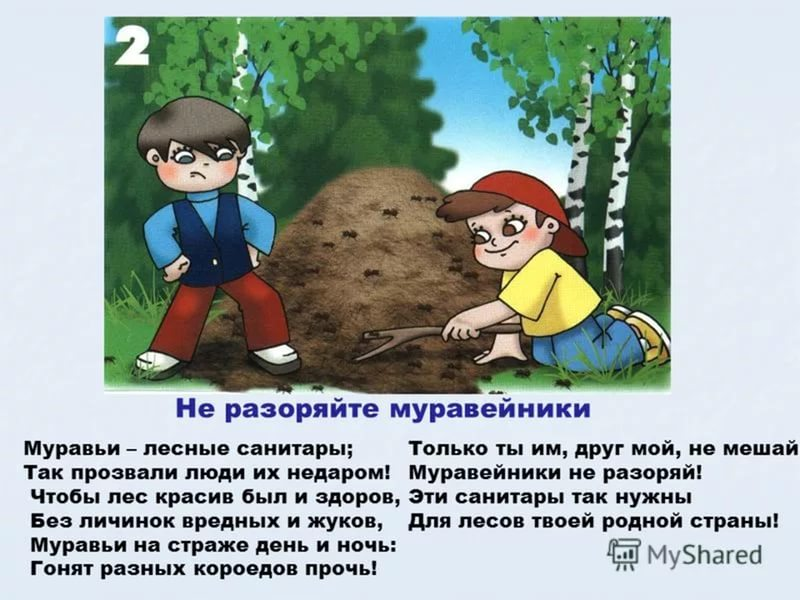 2
Не разоряйте муравейники
Муравьи – лесные санитары;
Так прозвали люди их недаром!
Чтобы лес красив был и здоров,
Без личинок вредных и жуков,
Муравьи на страже день и ночь:
Гонят разных короедов прочь!
Только ты им, друг мой, не мешай
Муравейники не разоряй!
Эти санитары так нужны
Для лесов твоей родной страны!
MyShared